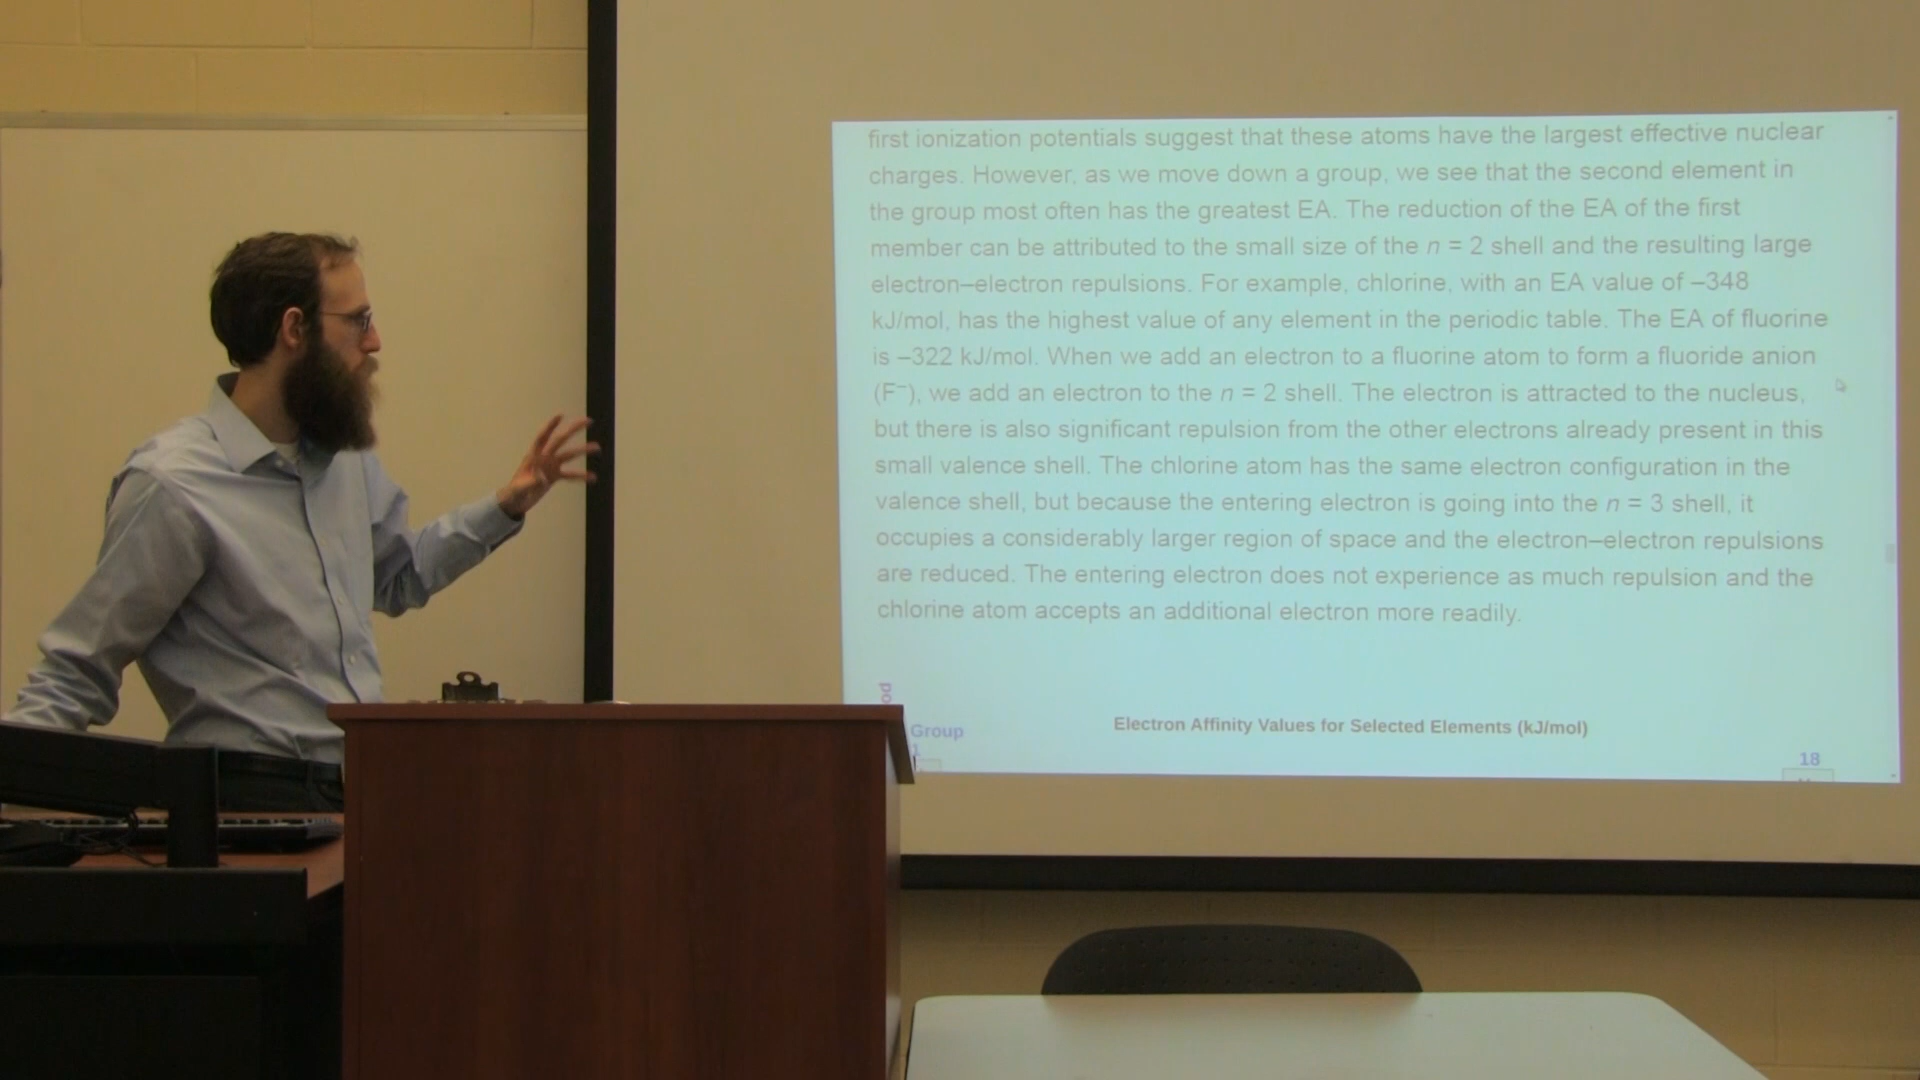 first ionization potentials suggest that these atoms have the largest effective nuclear
charges. However, as we move down a group, we see that the second element in
the group most often has the greatest EA. The reduction of the EA of the first
member can be attributed to the small size of the n = 2 shell and the resulting large
electron–electron repulsions. For example, chlorine, with an EA value of –348
kJ/mol, has the highest value of any element in the periodic table. The EA of fluorine
is –322 kJ/mol. When we add an electron to a fluorine atom to form a fluoride anion
(F⁻), we add an electron to the n = 2 shell. The electron is attracted to the nucleus,
but there is also significant repulsion from the other electrons already present in this
small valence shell. The chlorine atom has the same electron configuration in the
valence shell, but because the entering electron is going into the n = 3 shell, it
occupies a considerably larger region of space and the electron–electron repulsions
are reduced. The entering electron does not experience as much repulsion and the
chlorine atom accepts an additional electron more readily.
Electron Affinity Values for Selected Elements (kJ/mol)
Group
1
18